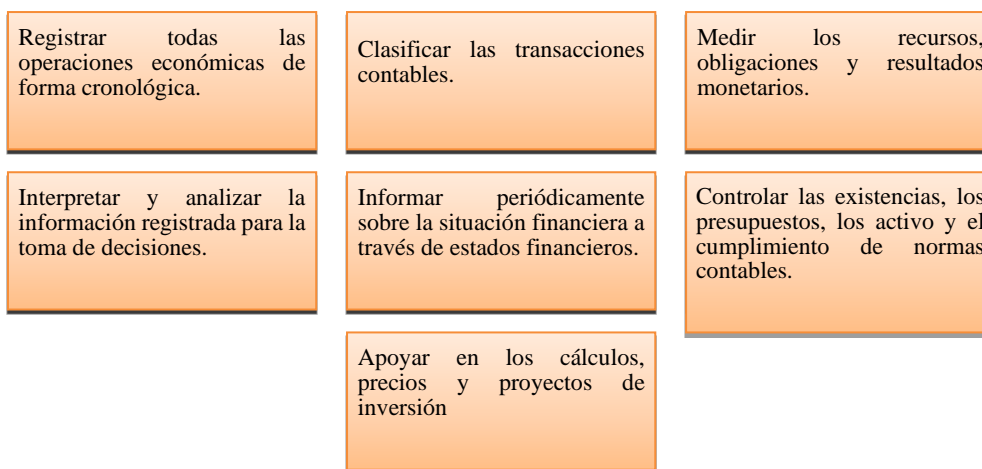 Registrar todas las
operaciones económicas de
forma cronológica.
Clasificar las transacciones
contables.
Medir los recursos,
obligaciones y resultados
monetarios.
Interpretar y analizar la
información registrada para la
toma de decisiones.
Informar periódicamente
sobre la situación financiera a
través de estados financieros.
Controlar las existencias, los
presupuestos, los activo y el
cumplimiento de normas
contables.
Apoyar en los cálculos,
precios y proyectos de
inversión